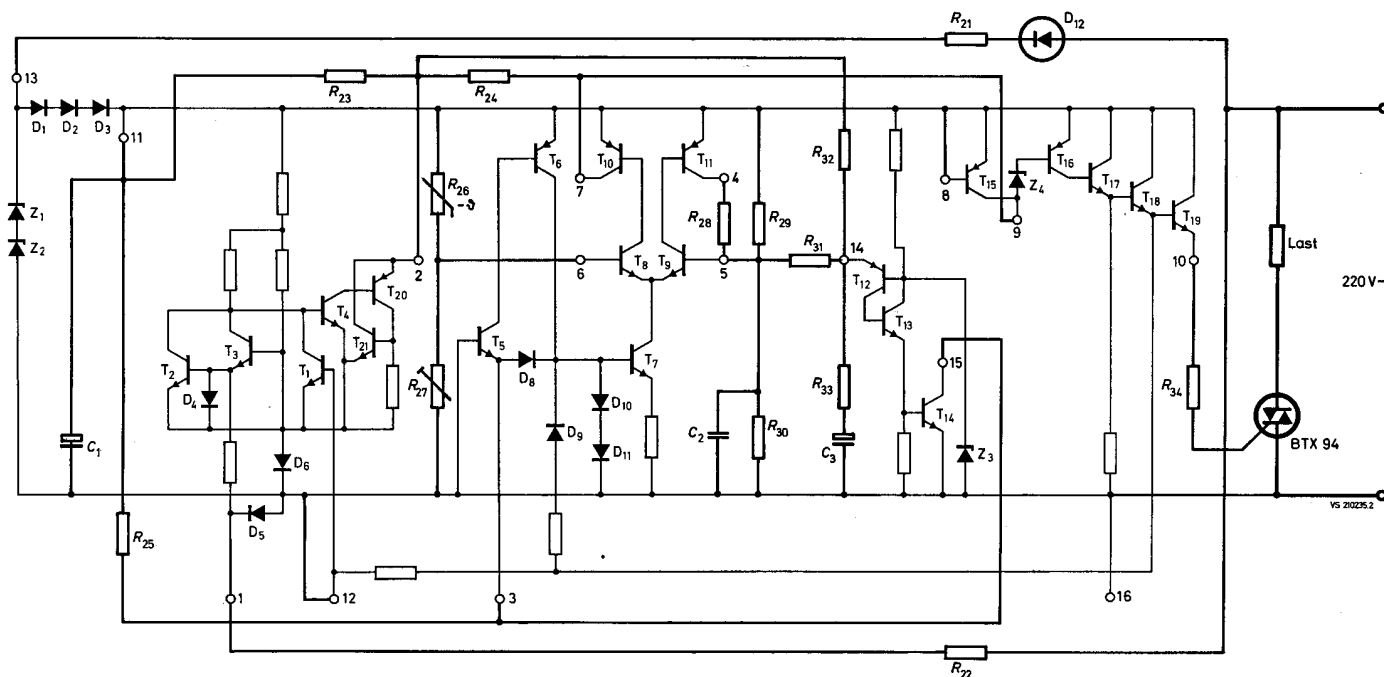 R21
D12
13
R23
R24
D1
D2
D3
11
T6
T10
T11
R32
T15
T16
Z4
T17
T18
T19
R26
-ϑ
7
4
8
9
Z1
Z2
R28
R29
Last
2
6
T8
T9
5
R31
14
T12
10
220 V~
T20
T4
T21
T13
T3
T2
D4
T1
R27
T5
D8
T7
15
R34
D10
D9
D11
C2
R30
R33
C3
T14
Z3
BTX 94
C1
D6
D5
VS 210235.2
R25
1
12
3
16
R22